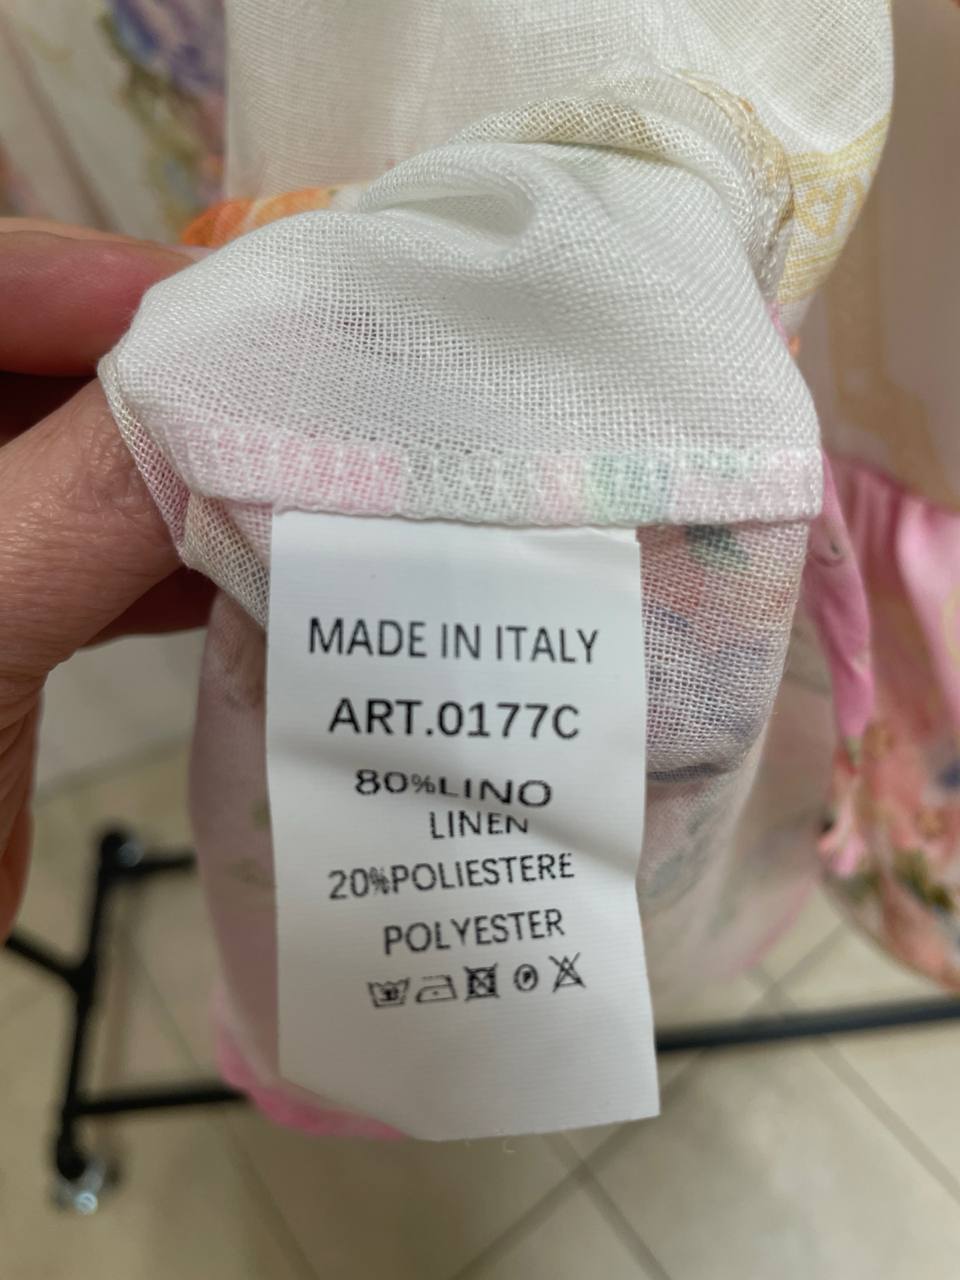 MADE IN ITALY
ART.0177C
80%LINO
LINEN
20%POLIESTERE
POLYESTER